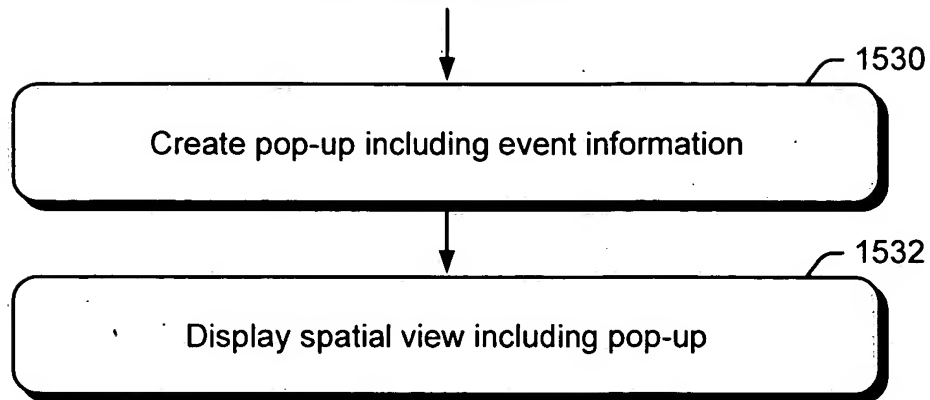 1530
Create pop-up including event information
1532
Display spatial view including pop-up